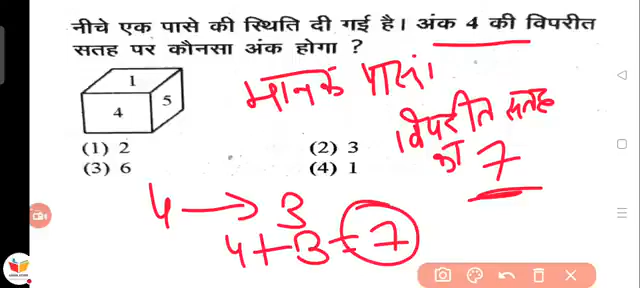 नीचे एक पासे की स्थिति दी गई है। अंक 4 की विपरीत
सतह पर कौनसा अंक होगा ?
1
4 5
मानक पासा
विपरीत सतह
का 7
(1) 2 (2) 3
(3) 6 (4) 1
4 → 3
4+3=7